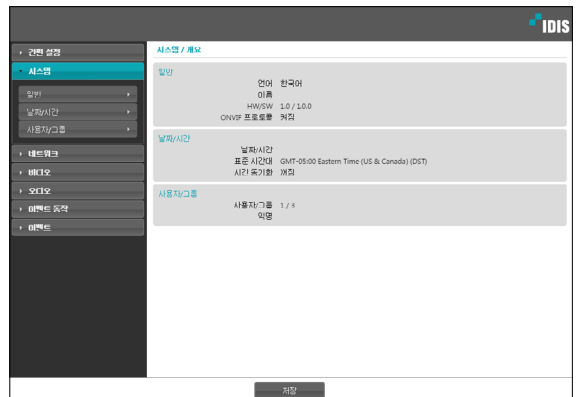 IDIS
간편 설정
시스템
일반
날짜/시간
사용자/그룹
네트워크
비디오
오디오
이벤트 동작
이벤트
시스템 / 개요
일반
언어 한국어
이름
HW/SW 1.0 / 1.0.0
ONVIF 프로토콜 켜짐
날짜/시간
날짜/시간
표준 시간대 GMT-05:00 Eastern Time (US & Canada) (DST)
시간 동기화 꺼짐
사용자/그룹
사용자/그룹 1 / 3
익명
저장